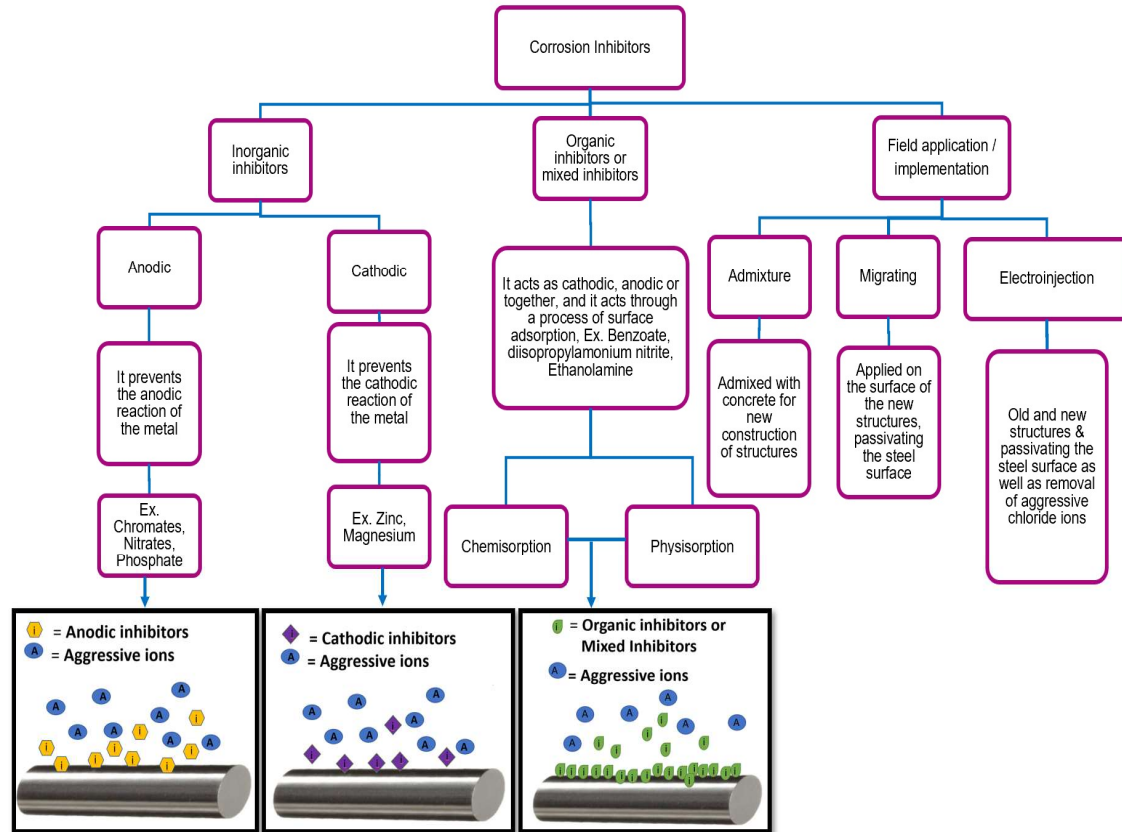 Corrosion Inhibitors
Inorganic
inhibitors
Organic
inhibitors or
mixed inhibitors
Field application /
implementation
Anodic
Cathodic
It acts as cathodic, anodic or
together, and it acts through
a process of surface
adsorption, Ex. Benzoate,
diisopropylamonium nitrite,
Ethanolamine
Admixture
Migrating
Electroinjection
It prevents
the anodic
reaction of
the metal
It prevents
the cathodic
reaction of
the metal
Admixed with
concrete for
new
construction
of structures
Applied on
the surface of
the new
structures,
passivating
the steel
surface
Old and new
structures &
passivating the
steel surface as
well as removal
of aggressive
chloride ions
Ex.
Chromates,
Nitrates,
Phosphate
Ex. Zinc,
Magnesium
Chemisorption
Physisorption
i = Anodic inhibitors
A = Aggressive ions
A A A A A A A A
i i i i i i i i i
i = Cathodic inhibitors
A = Aggressive ions
A A A A A A A A
i i i i i i
i = Organic inhibitors or
Mixed Inhibitors
A = Aggressive ions
A A A A A A
i i i i i i
i i i i i i i i i i i i i i i i i i